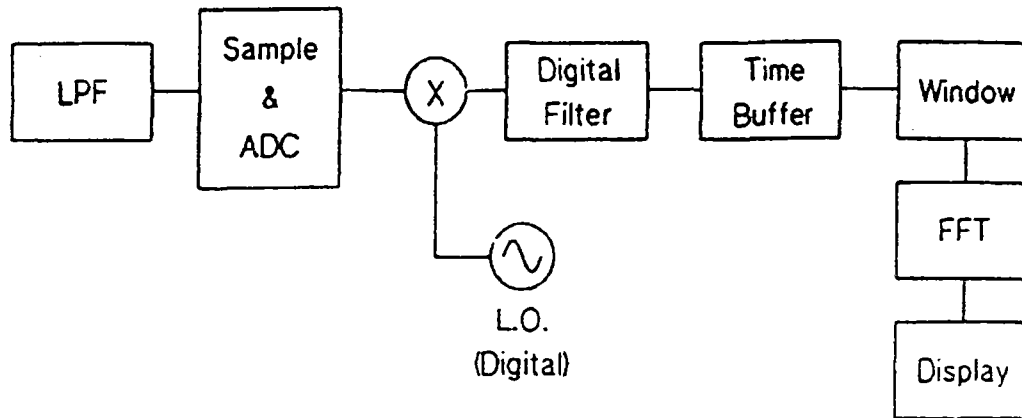 LPF
Sample
&
ADC
X
Digital
Filter
Time
Buffer
Window
FFT
Display
L.O.
(Digital)